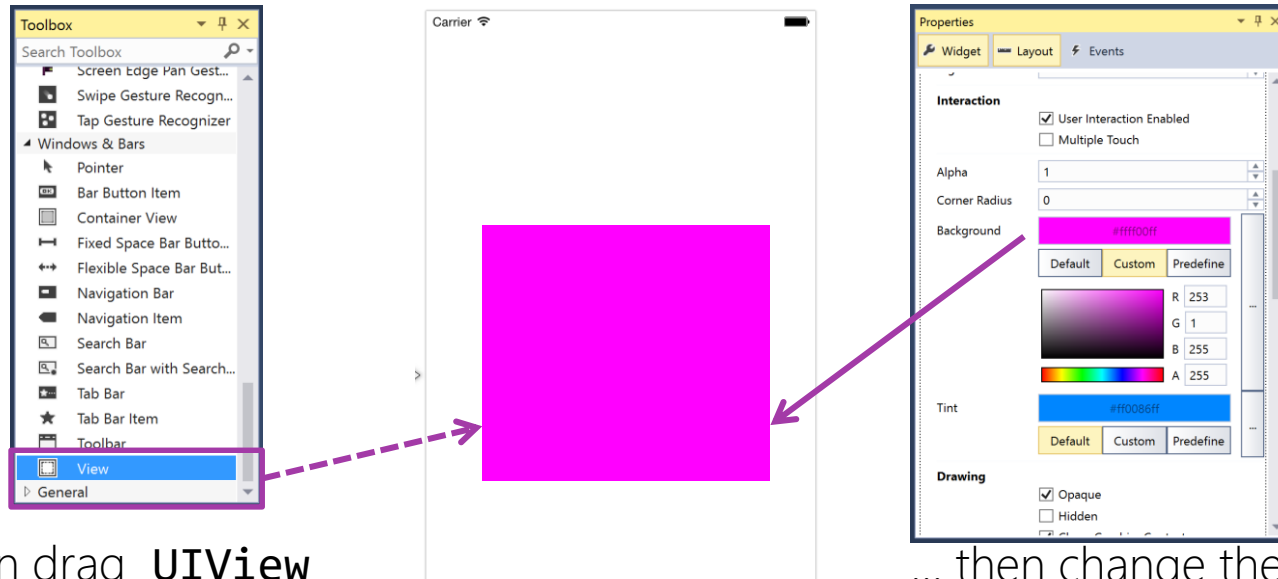 Toolbox
Search Toolbox
Screen Edge Pan Gest...
Swipe Gesture Recogn...
Tap Gesture Recognizer
Windows & Bars
Pointer
Bar Button Item
Container View
Fixed Space Bar Butto...
Flexible Space Bar But...
Navigation Bar
Navigation Item
Search Bar
Search Bar with Search...
Tab Bar
Tab Bar Item
Toolbar
View
General
Carrier
Properties
Widget Layout Events
Interaction
User Interaction Enabled
Multiple Touch
Alpha 1
Corner Radius 0
Background #ffff00ff
Default Custom Predefine
R 253
G 1
B 255
A 255
...
Tint #ff0086ff
...
Default Custom Predefine
Drawing
Opaque
Hidden
drag UIView
... then change the